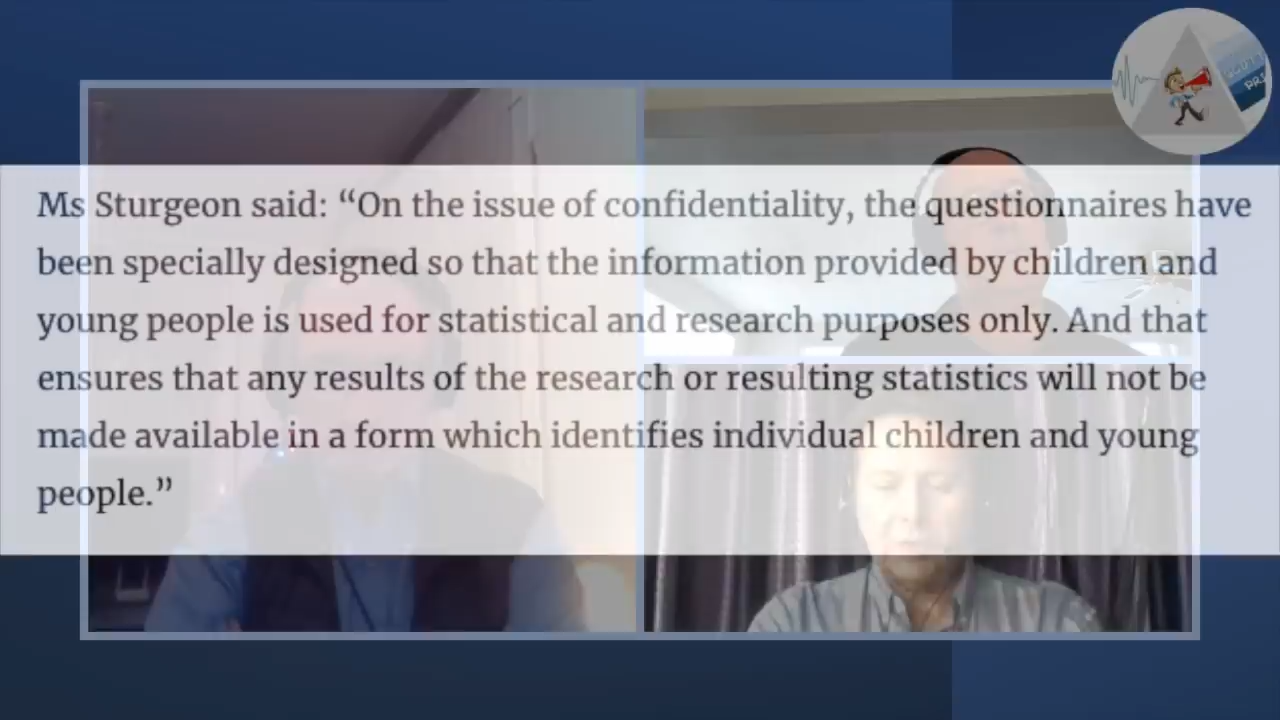 Ms Sturgeon said: “On the issue of confidentiality, the questionnaires have
been specially designed so that the information provided by children and
young people is used for statistical and research purposes only. And that
ensures that any results of the research or resulting statistics will not be
made available in a form which identifies individual children and young
people.”